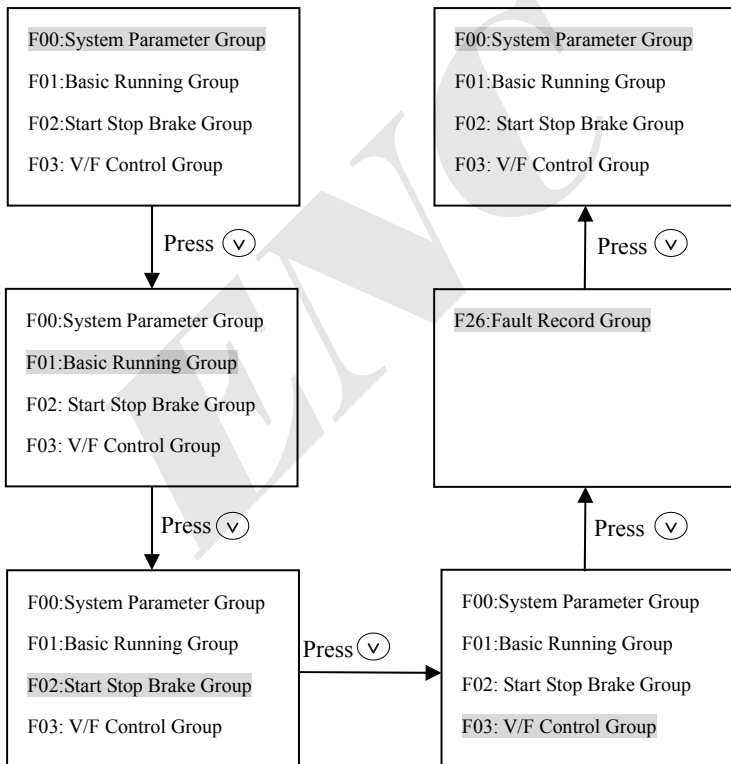 F00:System Parameter Group
F01:Basic Running Group
F02:Start Stop Brake Group
F03: V/F Control Group
Press
F00:System Parameter Group
F01:Basic Running Group
F02: Start Stop Brake Group
F03: V/F Control Group
Press
F00:System Parameter Group
F01:Basic Running Group
F02:Start Stop Brake Group
F03: V/F Control Group
Press
F00:System Parameter Group
F01:Basic Running Group
F02: Start Stop Brake Group
F03: V/F Control Group
Press
F26:Fault Record Group
Press
F00:System Parameter Group
F01:Basic Running Group
F02: Start Stop Brake Group
F03: V/F Control Group
ENC